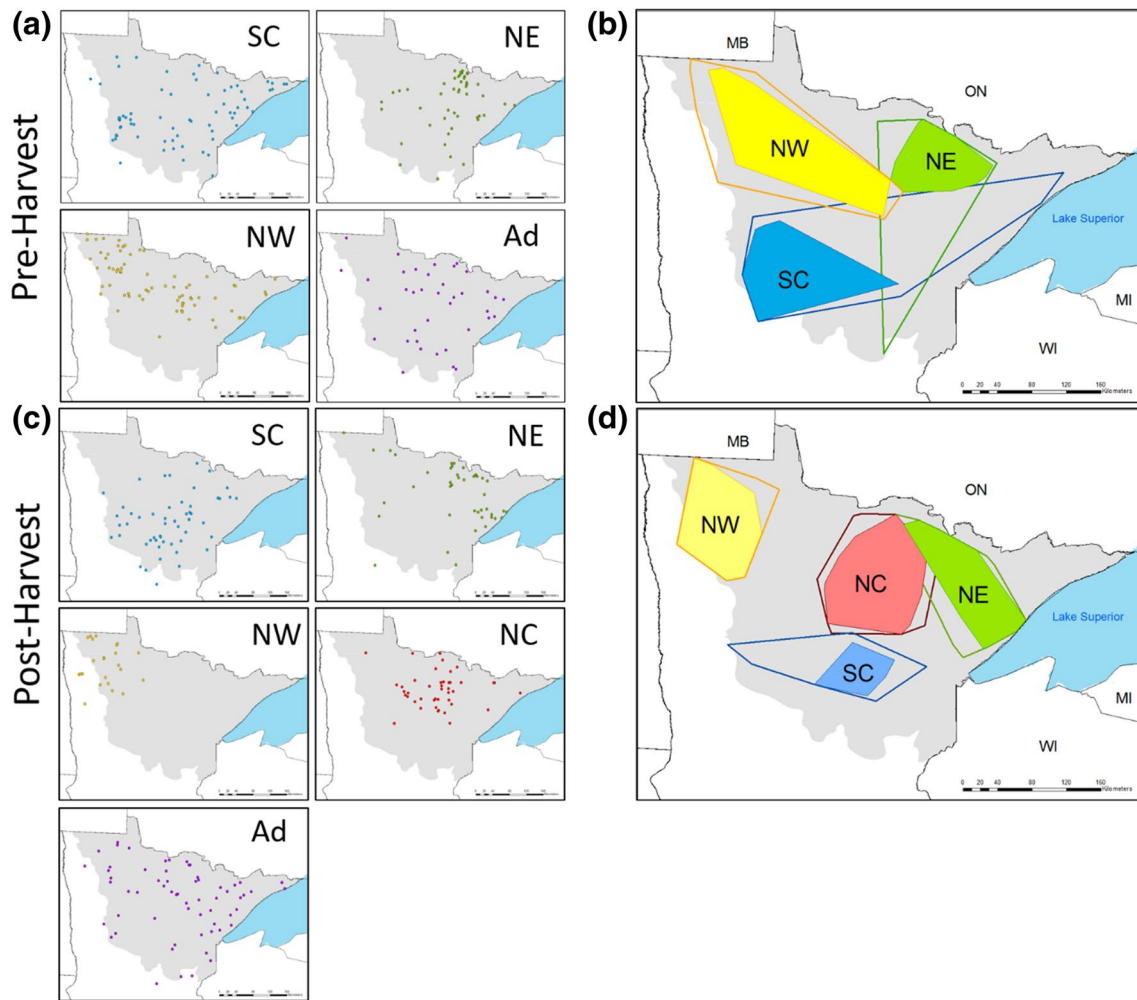 (a)
Pre-Harvest
SC
NE
NW
Ad
(b)
MB
ON
NW
NE
SC
Lake Superior
MI
WI
0 20 40 80 120 160
Kilometers
(c)
Post-Harvest
SC
NE
NW
NC
Ad
(d)
MB
ON
NW
NC
NE
SC
Lake Superior
MI
WI
0 20 40 80 120 160
Kilometers